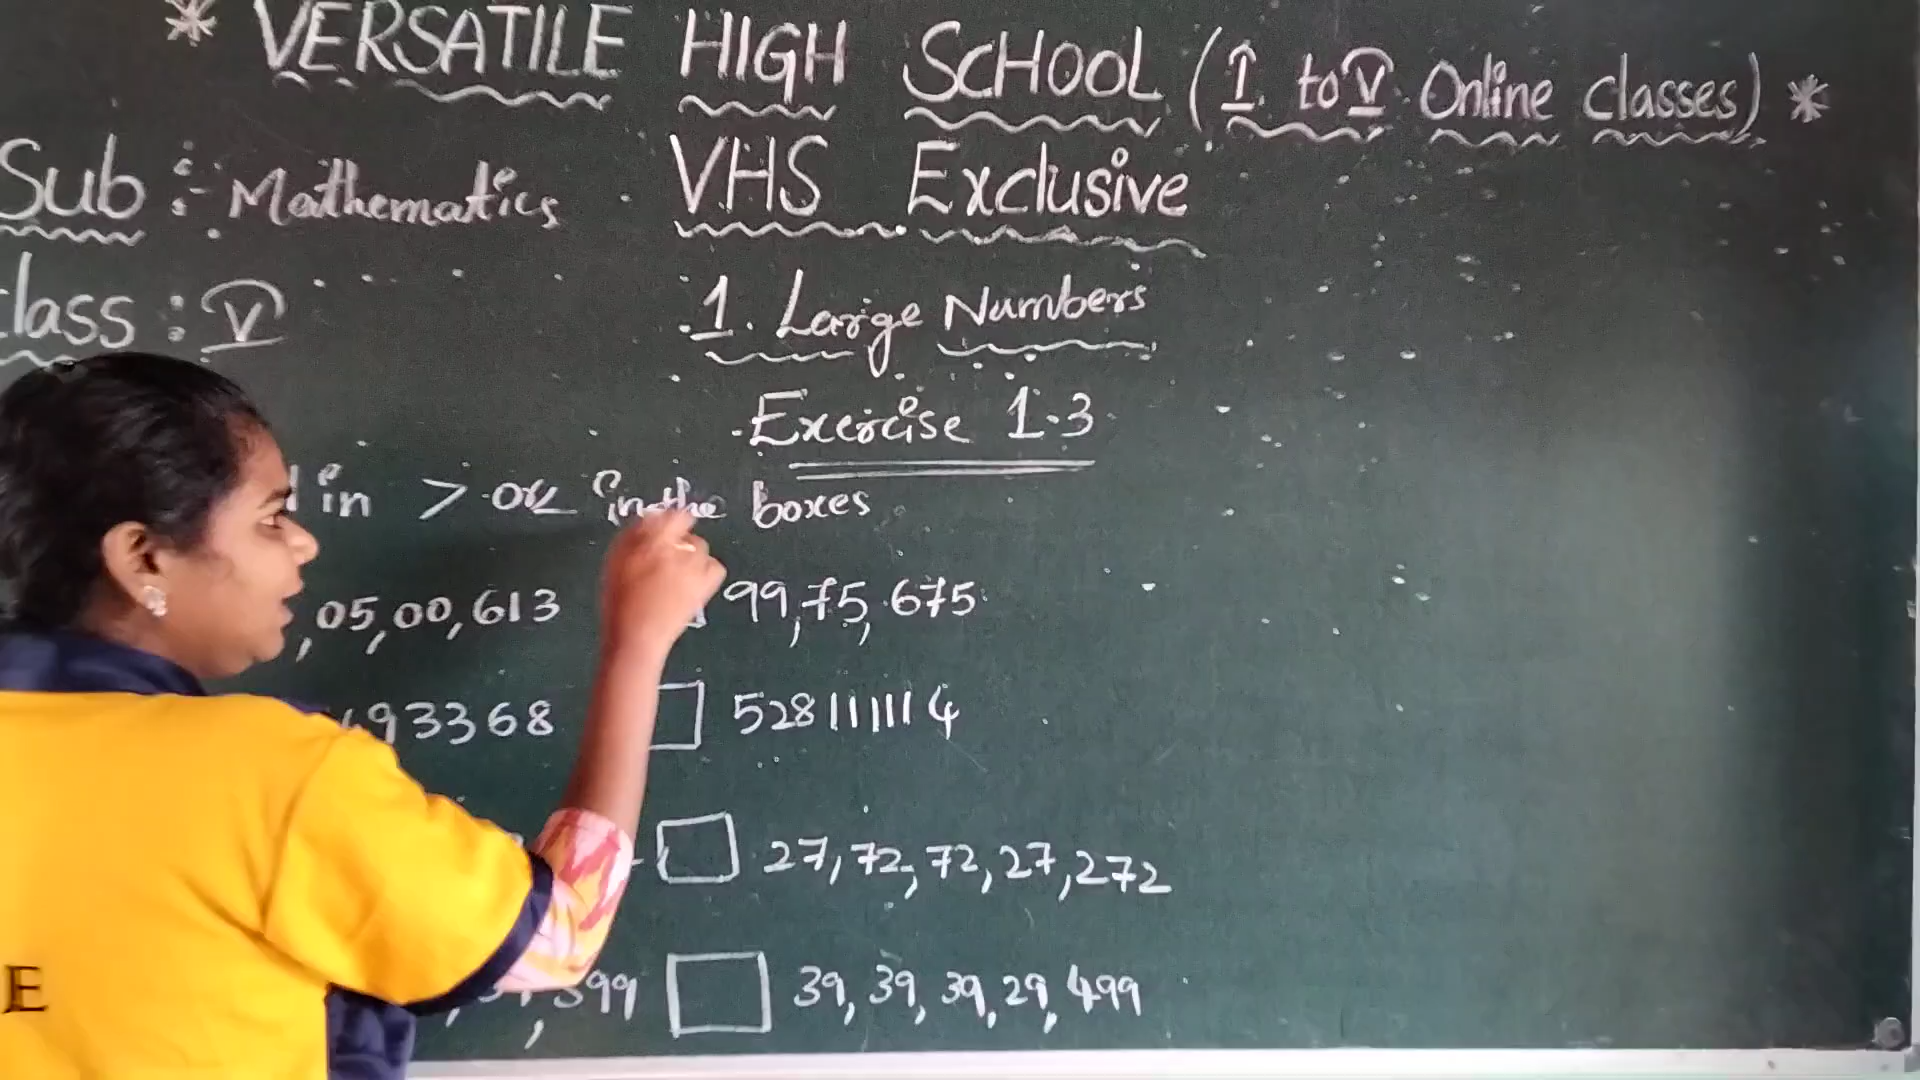 * VERSATILE HIGH SCHOOL (I to V Online classes) *
Sub : Mathematics VHS Exclusive
class : V
1. Large Numbers
Exercise 1.3
in > or < in the boxes
,05,00,613 99,75,675
93368 528111114
27,72,72,27,272
,399 39,39,39,29,499
E